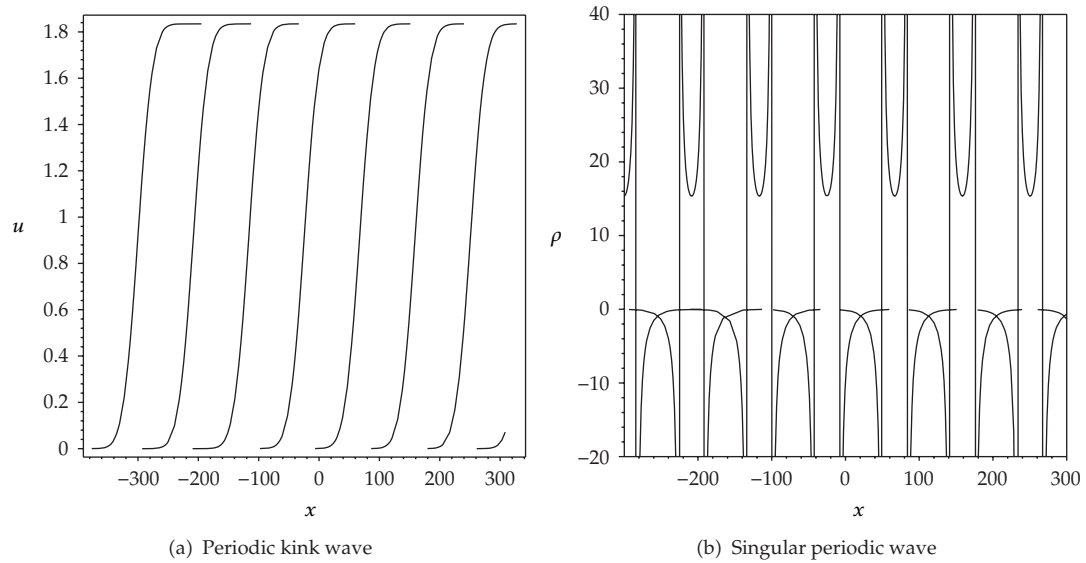 1.8
1.6
1.4
1.2
1
0.8
0.6
0.4
0.2
0
u
−300 −200 −100 0 100 200 300
x
(a) Periodic kink wave
40
30
20
10
0
−10
−20
ρ
−200 −100 0 100 200 300
x
(b) Singular periodic wave